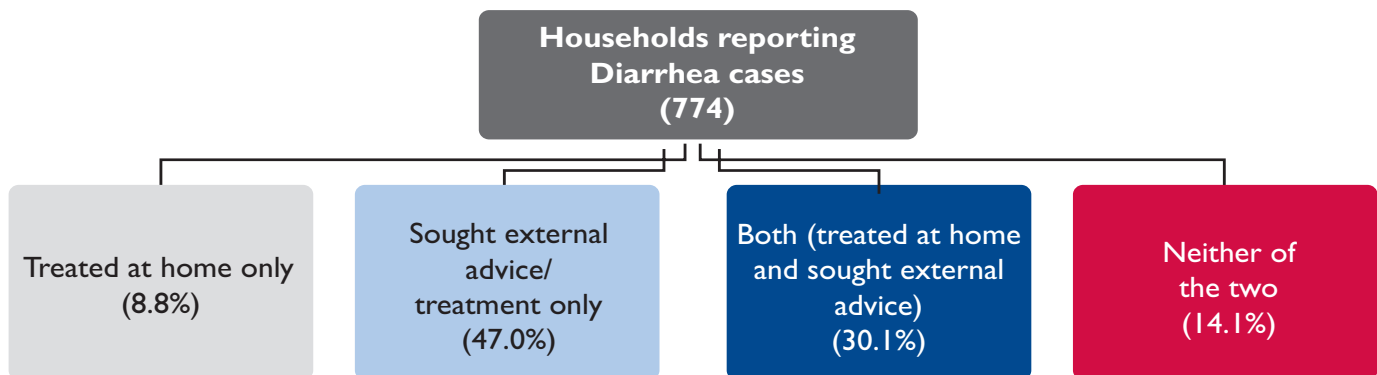 Households reporting
Diarrhea cases
(774)
Treated at home only
(8.8%)
Sought external
advice/
treatment only
(47.0%)
Both (treated at home
and sought external
advice)
(30.1%)
Neither of
the two
(14.1%)